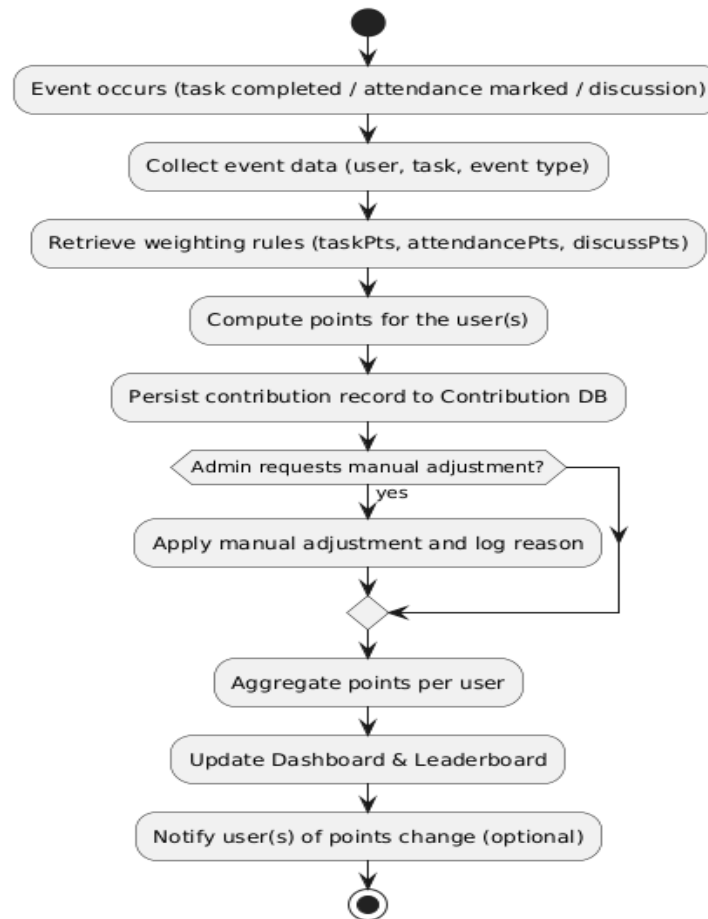 Event occurs (task completed / attendance marked / discussion)
Collect event data (user, task, event type)
Retrieve weighting rules (taskPts, attendancePts, discussPts)
Compute points for the user(s)
Persist contribution record to Contribution DB
Admin requests manual adjustment?
yes
Apply manual adjustment and log reason
Aggregate points per user
Update Dashboard & Leaderboard
Notify user(s) of points change (optional)